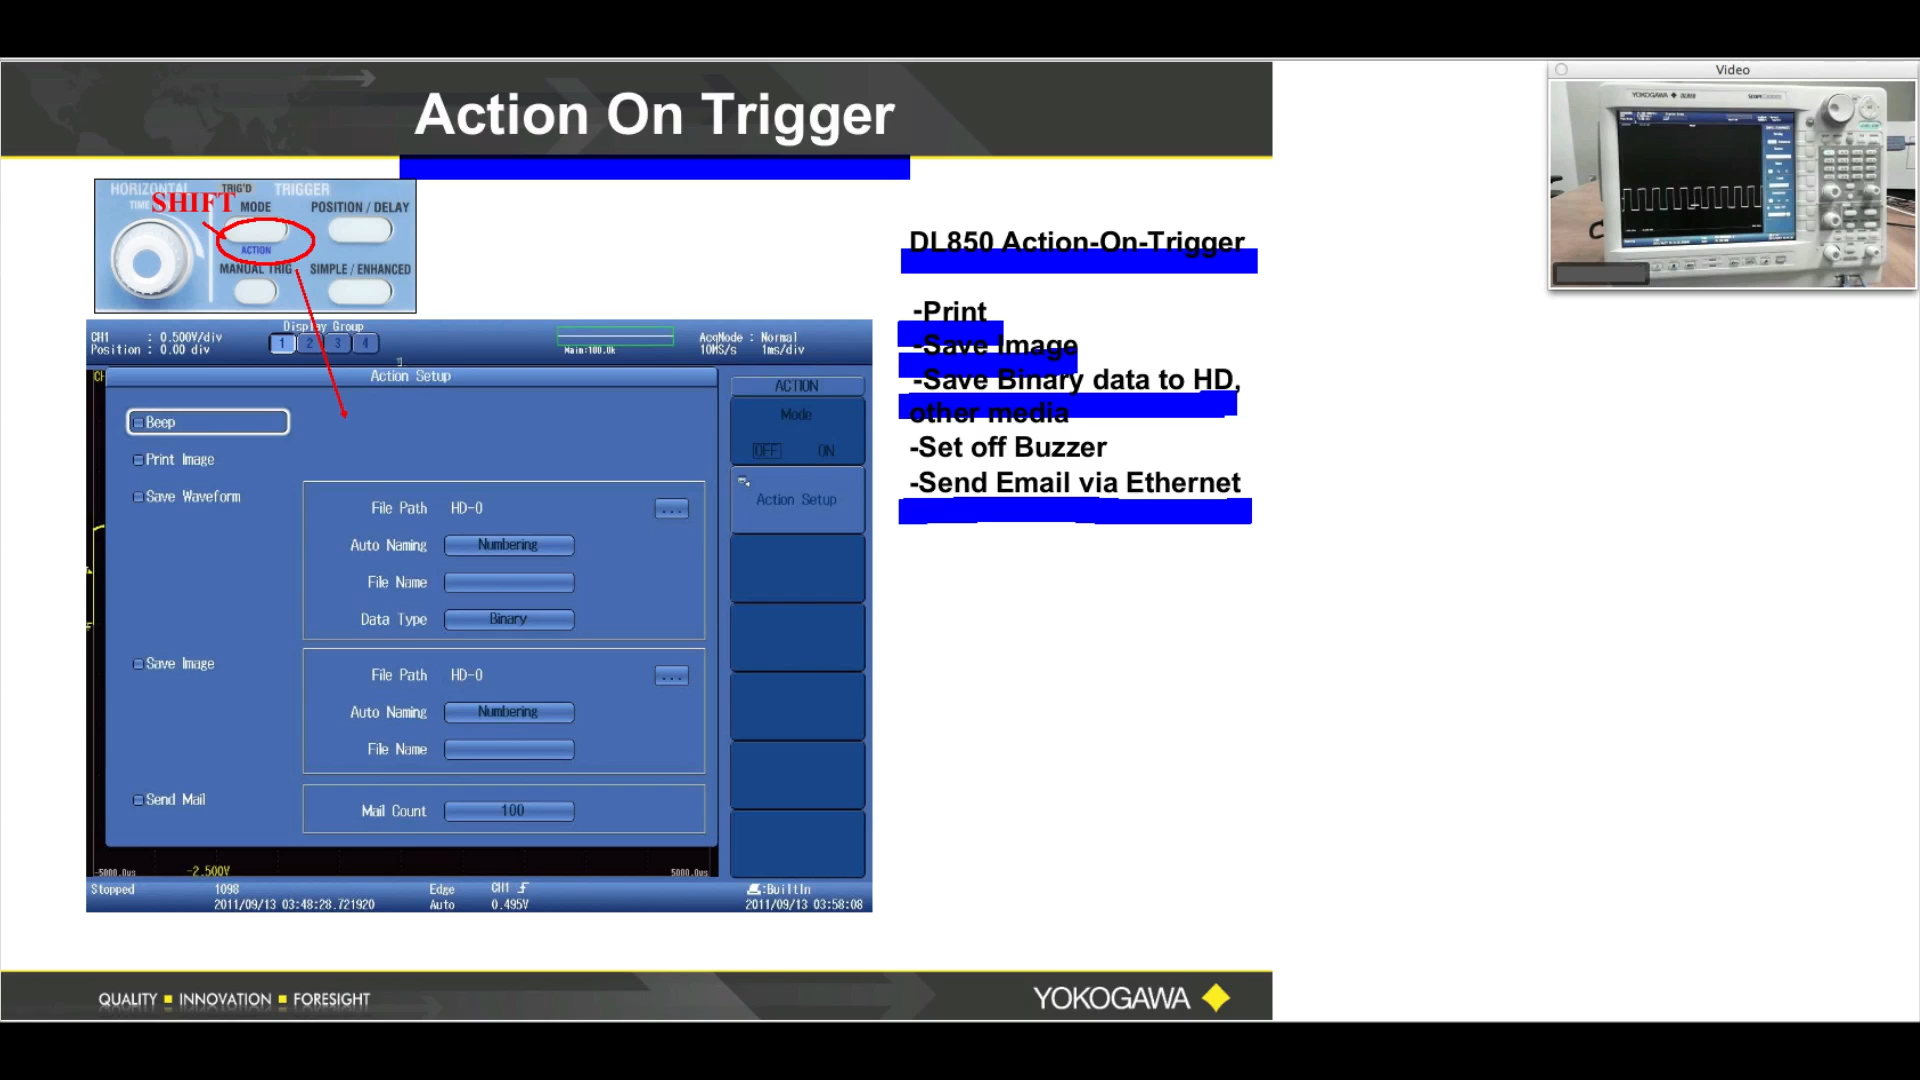 Action On Trigger
Video
HORIZONTAL TRIG'D TRIGGER
TIME SHIFT MODE POSITION / DELAY
ACTION
MANUAL TRIG SIMPLE / ENHANCED
YOKOGAWA DL850
DL850 Action-On-Trigger
-Print
-Save Image
-Save Binary data to HD,
other media
-Set off Buzzer
-Send Email via Ethernet
CH1 : 0.500V/div
Position : 0.00 div
Display Group
1 2 3 4
Main:100.0k
AcqMode : Normal
10MS/s 1ms/div
Action Setup
Beep
Print Image
Save Waveform
File Path HD-0 ...
Auto Naming Numbering
File Name
Data Type Binary
Save Image
File Path HD-0 ...
Auto Naming Numbering
File Name
Send Mail
Mail Count 100
ACTION
Mode
OFF ON
Action Setup
-5000.0us -2.500V 5000.0us
Stopped 1098 Edge CH1 :BuiltIn
2011/09/13 03:48:28.721920 Auto 0.495V 2011/09/13 03:58:08
QUALITY INNOVATION FORESIGHT
YOKOGAWA